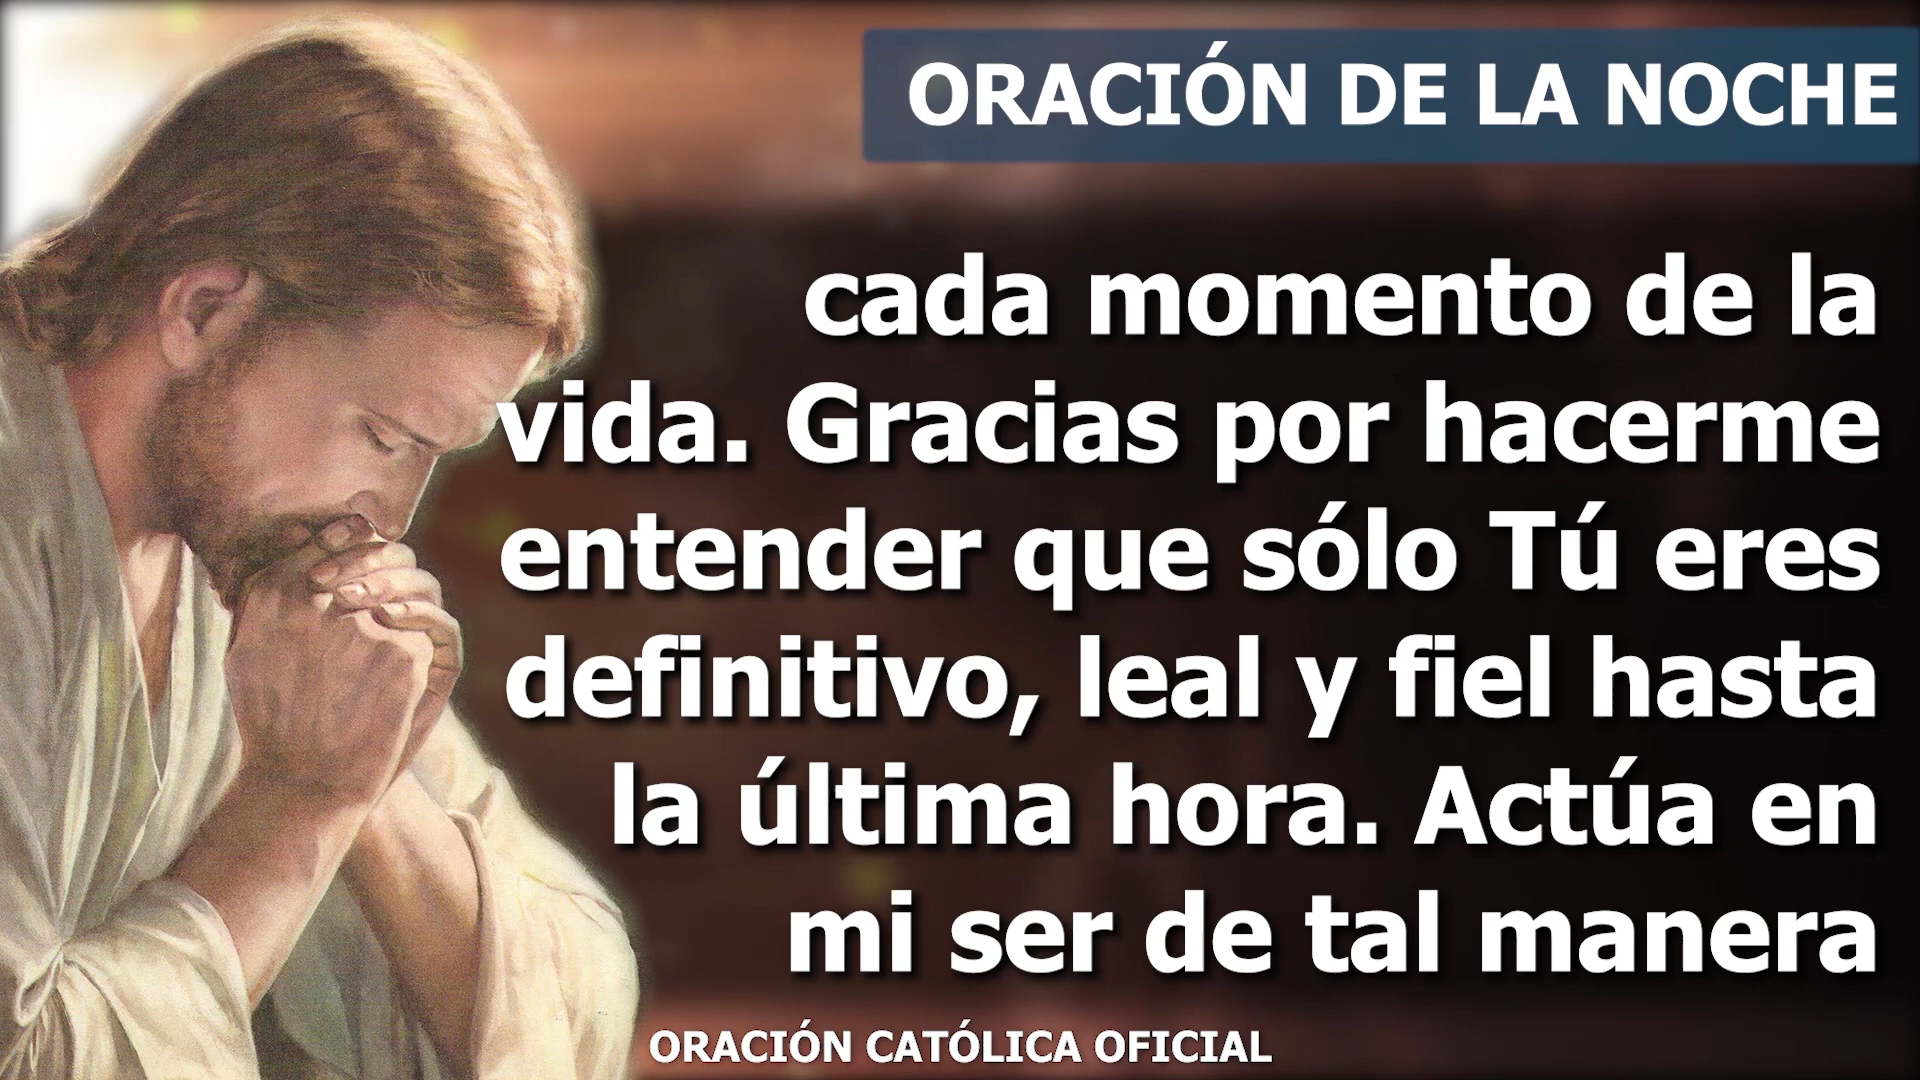 ORACIÓN DE LA NOCHE
cada momento de la
vida. Gracias por hacerme
entender que sólo Tú eres
definitivo, leal y fiel hasta
la última hora. Actúa en
mi ser de tal manera
ORACIÓN CATÓLICA OFICIAL